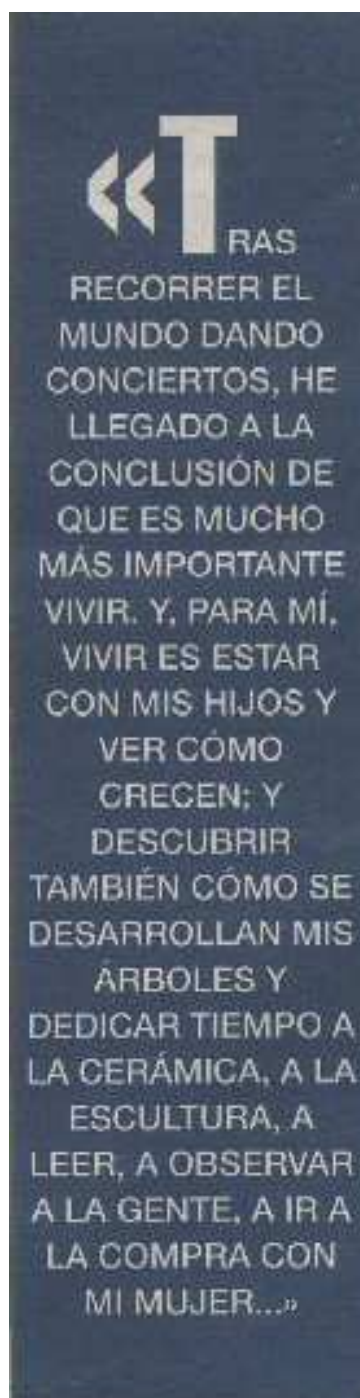 «TRAS
RECORRER EL
MUNDO DANDO
CONCIERTOS, HE
LLEGADO A LA
CONCLUSIÓN DE
QUE ES MUCHO
MÁS IMPORTANTE
VIVIR. Y, PARA MÍ,
VIVIR ES ESTAR
CON MIS HIJOS Y
VER CÓMO
CRECEN; Y
DESCUBRIR
TAMBIÉN CÓMO SE
DESARROLLAN MIS
ÁRBOLES Y
DEDICAR TIEMPO A
LA CERÁMICA, A LA
ESCULTURA, A
LEER, A OBSERVAR
A LA GENTE, A IR A
LA COMPRA CON
MI MUJER...»